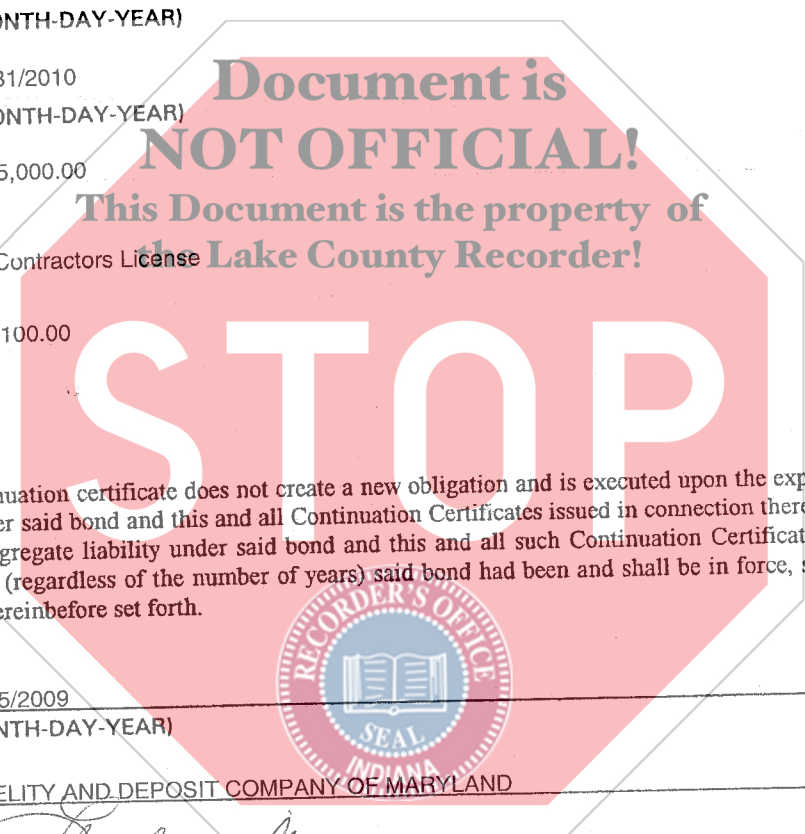 ONTH-DAY-YEAR)
31/2010
Document is
ONTH-DAY-YEAR)
NOT OFFICIAL!
5,000.00
This Document is the property of
the Lake County Recorder!
Contractors License
100.00
STOP
nuation certificate does not create a new obligation and is executed upon the exp
er said bond and this and all Continuation Certificates issued in connection there
gregate liability under said bond and this and all such Continuation Certificat
(regardless of the number of years) said bond had been and shall be in force, s
ereinbefore set forth.
RECORDER'S OFFICE
SEAL
INDIANA
5/2009
NTH-DAY-YEAR)
ELITY AND DEPOSIT COMPANY OF MARYLAND